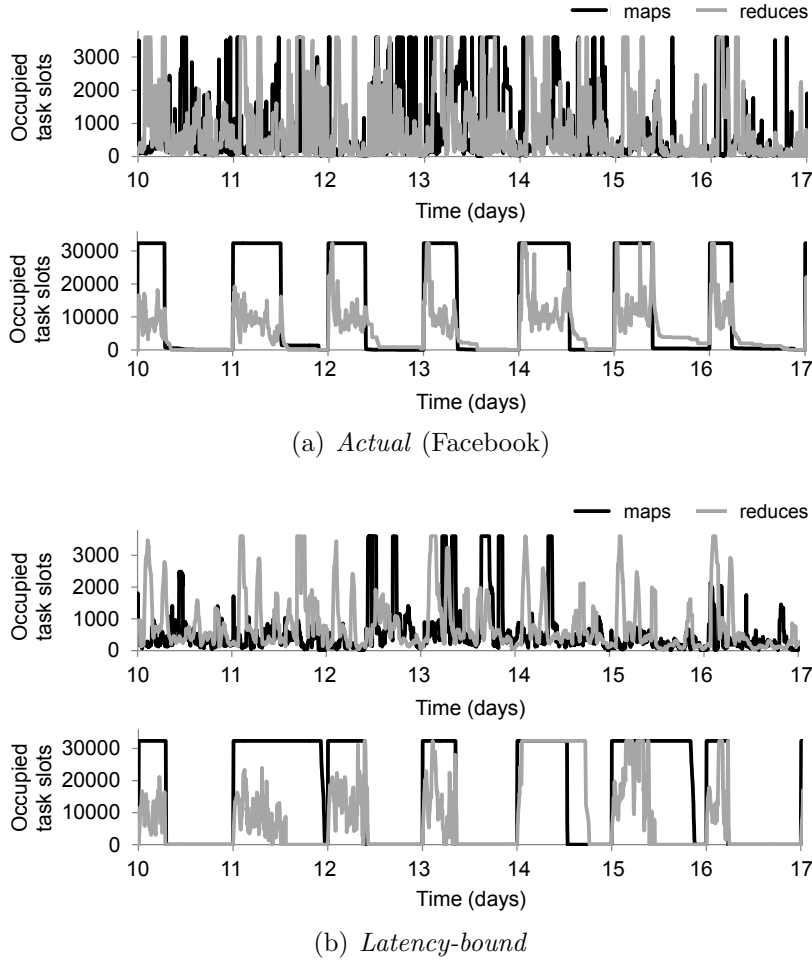 maps reduces
3000
2000
1000
0
Occupied
task slots
10 11 12 13 14 15 16 17
Time (days)
30000
20000
10000
0
Occupied
task slots
10 11 12 13 14 15 16 17
Time (days)
(a) Actual (Facebook)
maps reduces
3000
2000
1000
0
Occupied
task slots
10 11 12 13 14 15 16 17
Time (days)
30000
20000
10000
0
Occupied
task slots
10 11 12 13 14 15 16 17
Time (days)
(b) Latency-bound